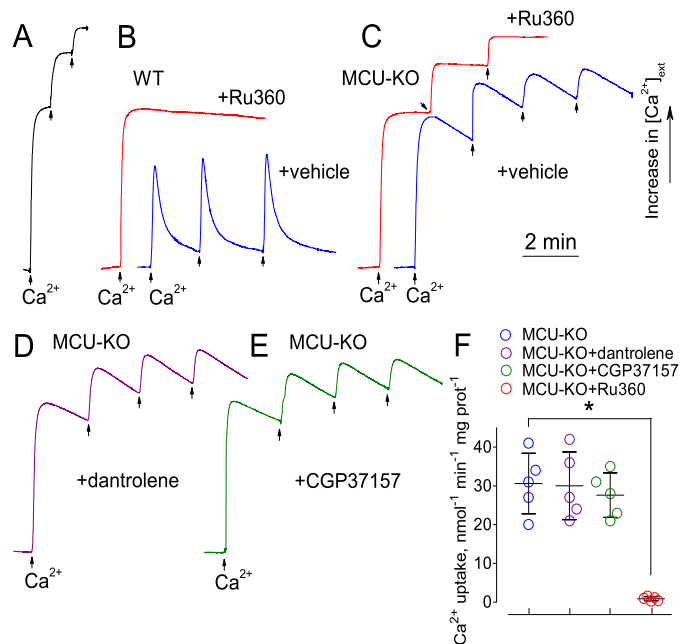 A
B
C
WT
+Ru360
+vehicle
Ca²⁺
Ca²⁺
Ca²⁺
+Ru360
MCU-KO
+vehicle
Ca²⁺
Ca²⁺
2 min
Increase in [Ca²⁺]ₑₓₜ
D
MCU-KO
+dantrolene
Ca²⁺
E
MCU-KO
+CGP37157
Ca²⁺
F
MCU-KO
MCU-KO+dantrolene
MCU-KO+CGP37157
MCU-KO+Ru360
*
40
30
20
10
0
Ca²⁺ uptake, nmol⁻¹ min⁻¹ mg prot⁻¹